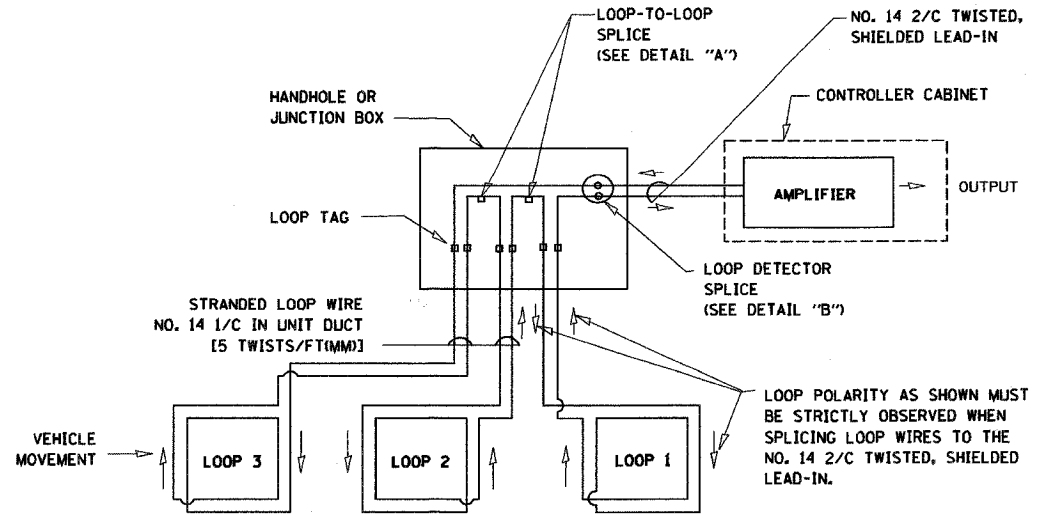 LOOP-TO-LOOP
SPLICE
(SEE DETAIL "A")
NO. 14 2/C TWISTED,
SHIELDED LEAD-IN
HANDHOLE OR
JUNCTION BOX
CONTROLLER CABINET
AMPLIFIER
OUTPUT
LOOP TAG
LOOP DETECTOR
SPLICE
(SEE DETAIL "B")
STRANDED LOOP WIRE
NO. 14 1/C IN UNIT DUCT
[5 TWISTS/FT(MM)]
LOOP POLARITY AS SHOWN MUST
BE STRICTLY OBSERVED WHEN
SPLICING LOOP WIRES TO THE
NO. 14 2/C TWISTED, SHIELDED
LEAD-IN.
VEHICLE
MOVEMENT
LOOP 3
LOOP 2
LOOP 1